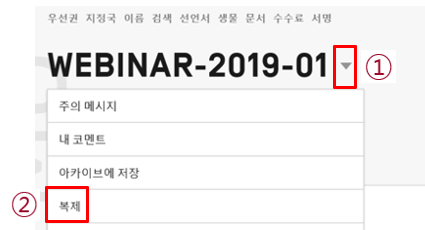 우선권 지정국 이름 검색 선언서 생물 문서 수수료 서명
WEBINAR-2019-01 ①
주의 메시지
내 코멘트
아카이브에 저장
② 복제